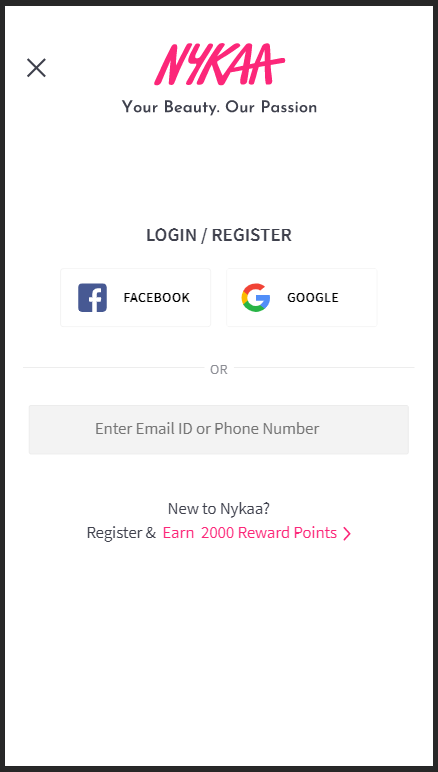 NYKAA
Your Beauty. Our Passion
LOGIN / REGISTER
FACEBOOK
GOOGLE
OR
Enter Email ID or Phone Number
New to Nykaa?
Register & Earn 2000 Reward Points